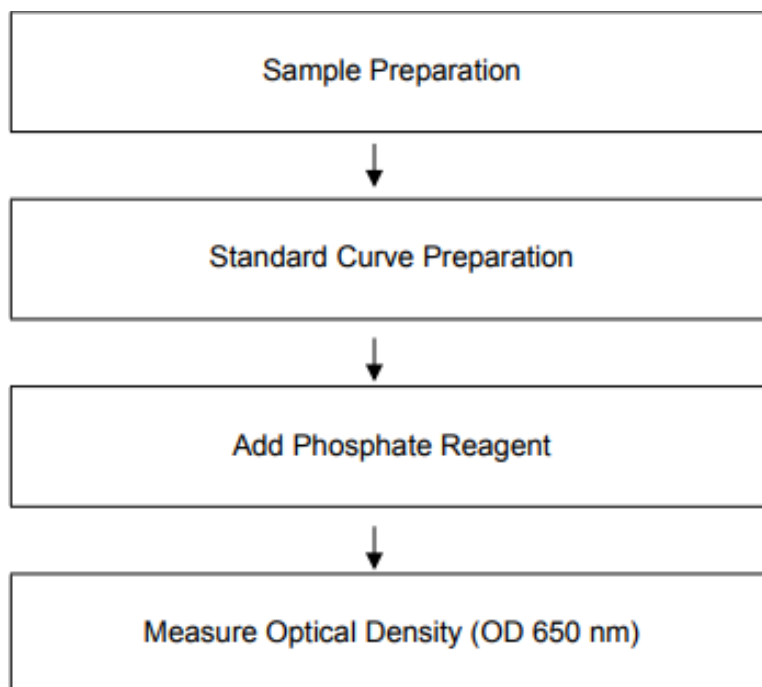 Sample Preparation
Standard Curve Preparation
Add Phosphate Reagent
Measure Optical Density (OD 650 nm)